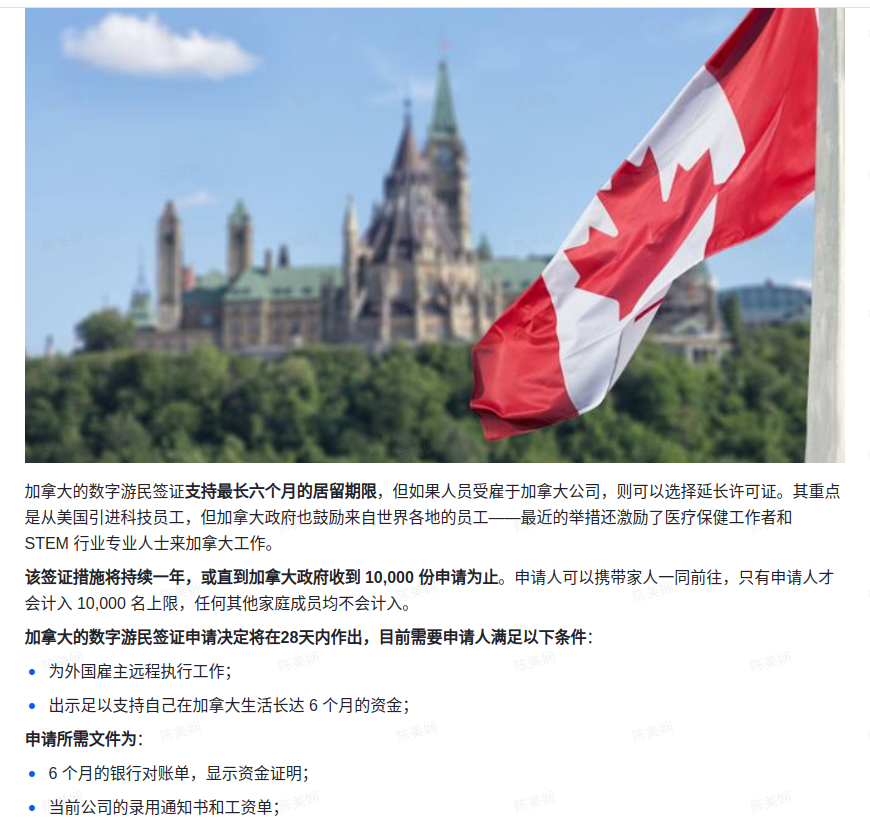 加拿大的数字游民签证支持最长六个月的居留期限，但如果人员受雇于加拿大公司，则可以选择延长许可证。其重点
是从美国引进科技员工，但加拿大政府也鼓励来自世界各地的员工——最近的举措还激励了医疗保健工作者和
STEM 行业专业人士来加拿大工作。
该签证措施将持续一年，或直到加拿大政府收到 10,000 份申请为止。申请人可以携带家人一同前往，只有申请人才
会计入 10,000 名上限，任何其他家庭成员均不会计入。
加拿大的数字游民签证申请决定将在28天内作出，目前需要申请人满足以下条件：
为外国雇主远程执行工作；
出示足以支持自己在加拿大生活长达 6 个月的资金；
申请所需文件为：
6 个月的银行对账单，显示资金证明；
当前公司的录用通知书和工资单；